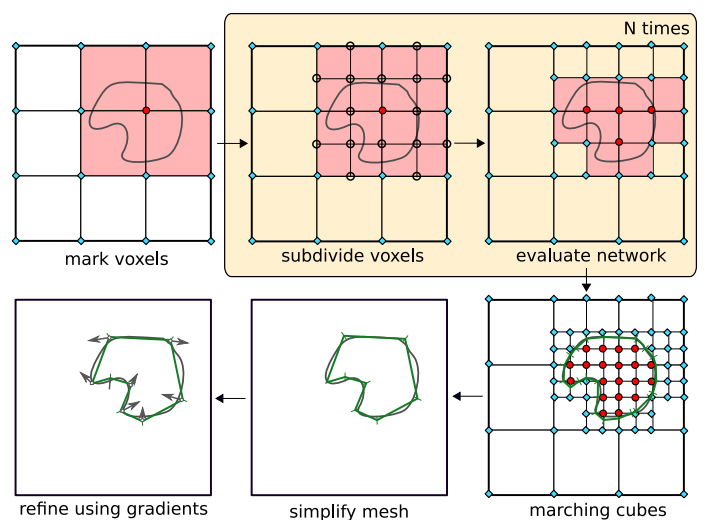 N times
mark voxels
subdivide voxels
evaluate network
refine using gradients
simplify mesh
marching cubes